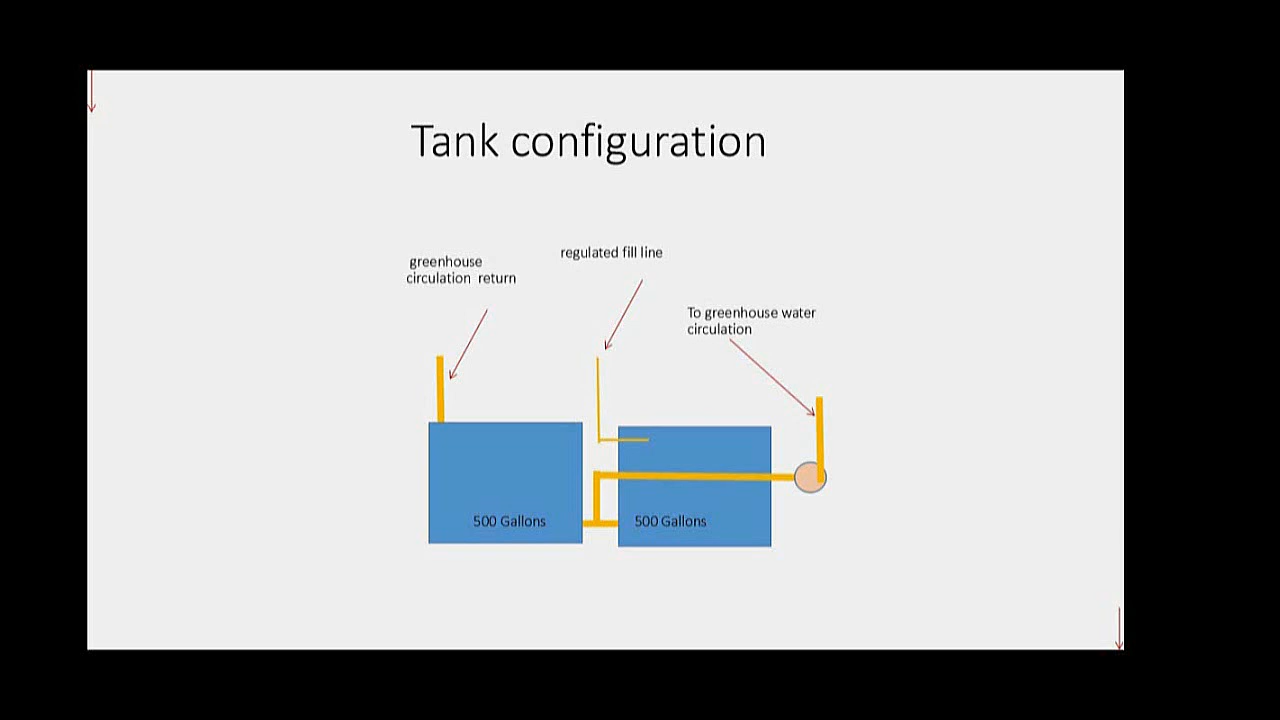 Tank configuration
greenhouse
circulation return
regulated fill line
To greenhouse water
circulation
500 Gallons
500 Gallons